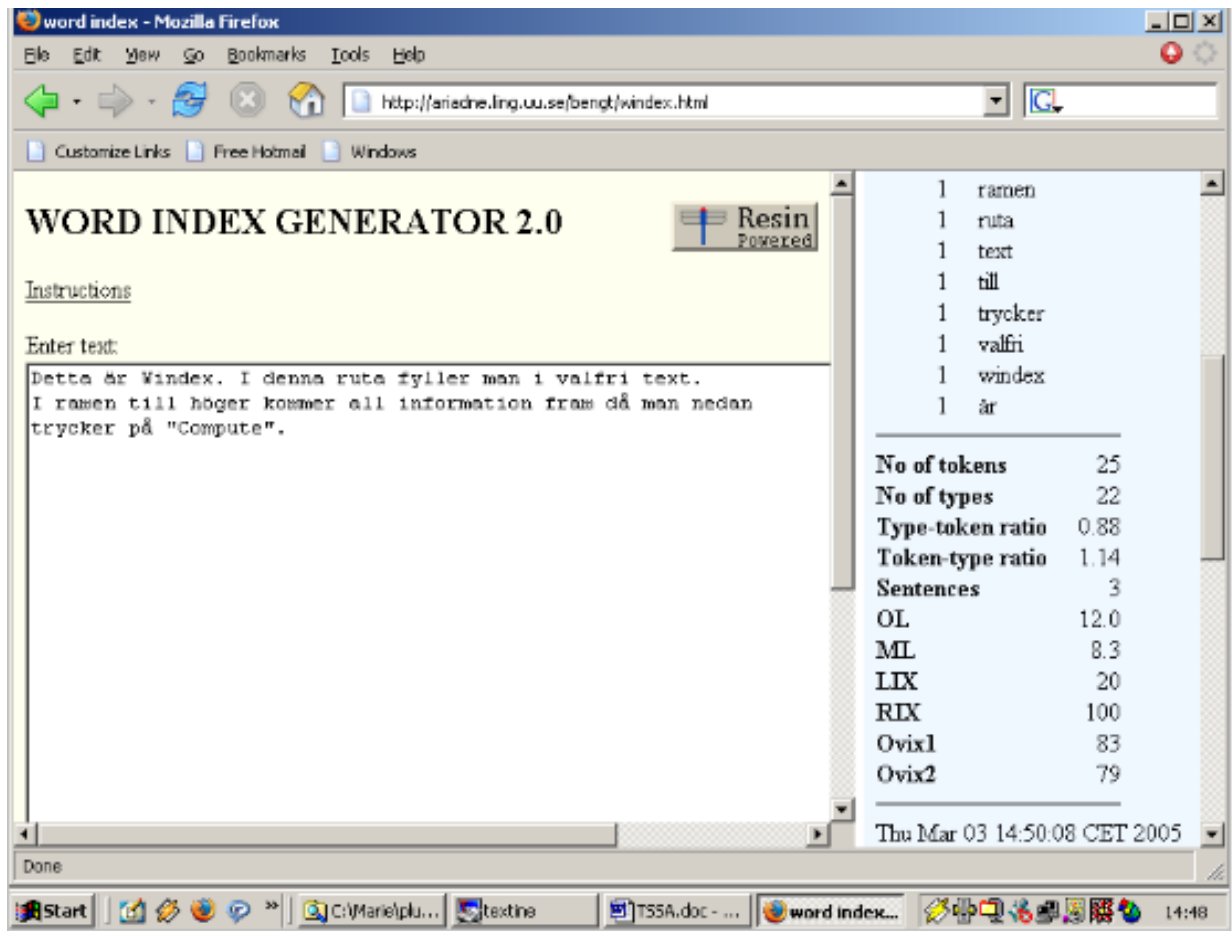 word index - Mozilla Firefox
File Edit View Go Bookmarks Tools Help
http://ariadne.ling.uu.se/bengt/windex.html
G
Customize Links Free Hotmail Windows
WORD INDEX GENERATOR 2.0
Resin
Powered
Instructions
Enter text:
Detta är Windex. I denna ruta fyller man i valfri text.
I ramen till höger kommer all information fram då man nedan
trycker på "Compute".
1 ramen
1 ruta
1 text
1 till
1 trycker
1 valfri
1 windex
1 är
No of tokens 25
No of types 22
Type-token ratio 0.88
Token-type ratio 1.14
Sentences 3
OL 12.0
ML 8.3
LIX 20
RIX 100
Ovix1 83
Ovix2 79
Thu Mar 03 14:50:08 CET 2005
Done
Start » C:\Marie\plu... textine T55A.doc - ... word index... 14:48